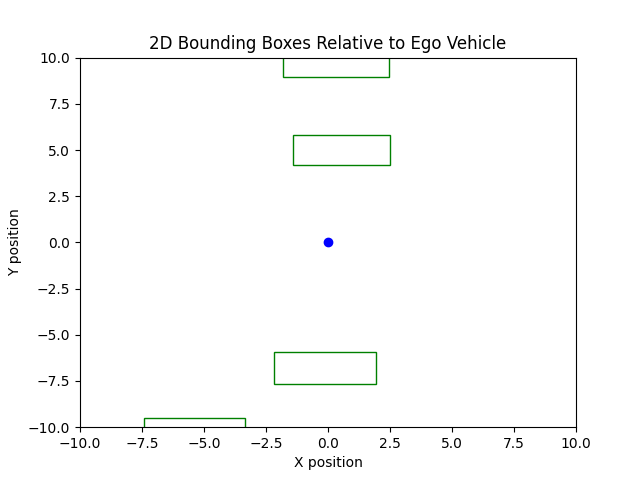 2D Bounding Boxes Relative to Ego Vehicle
10.0
7.5
5.0
2.5
0.0
−2.5
−5.0
−7.5
−10.0
Y position
−10.0 −7.5 −5.0 −2.5 0.0 2.5 5.0 7.5 10.0
X position